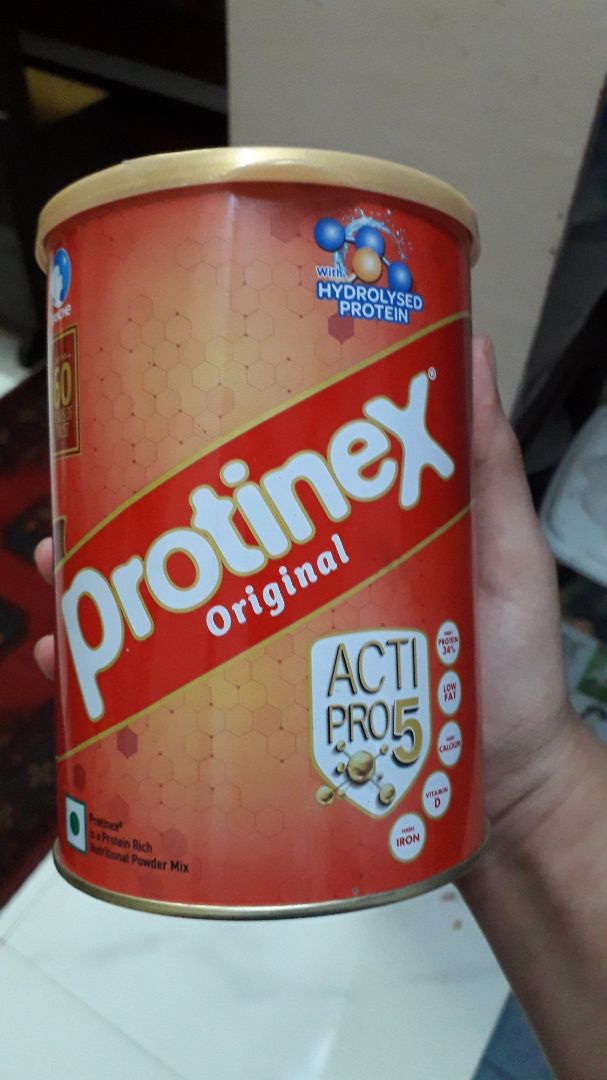 With
HYDROLYSED
PROTEIN
Protinex®
Original
ACTI
PRO5
HIGH
PROTEIN
34%
LOW
FAT
HIGH
CALCIUM
VITAMIN
D
HIGH
IRON
Protinex®
is a Protein Rich
Nutritional Powder Mix